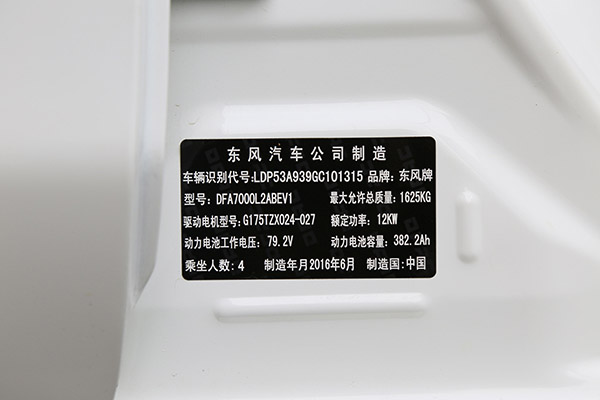 东风汽车公司制造
车辆识别代号:LDP53A939GC101315 品牌:东风牌
型号:DFA7000L2ABEV1 最大允许总质量:1625KG
驱动电机型号:G175TZX024-027 额定功率:12KW
动力电池工作电压:79.2V 动力电池容量:382.2Ah
乘坐人数:4 制造年月2016年6月 制造国:中国